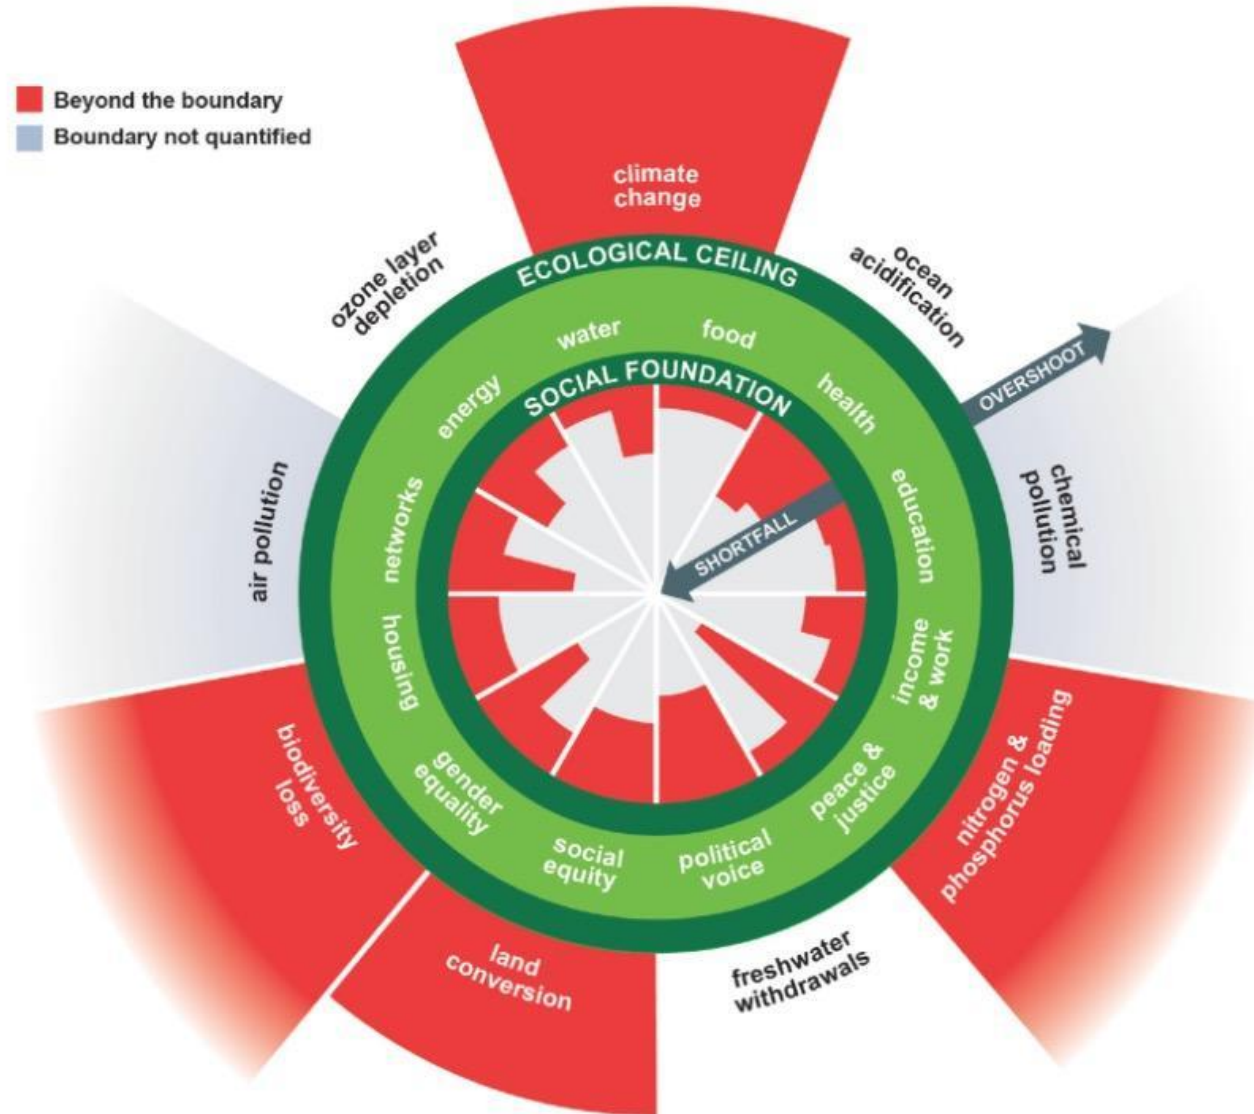 Beyond the boundary
Boundary not quantified
climate
change
ozone layer
depletion
ECOLOGICAL CEILING
ocean
acidification
water
food
energy
SOCIAL FOUNDATION
health
OVERSHOOT
air pollution
networks
SHORTFALL
education
chemical
pollution
housing
income
& work
biodiversity
loss
gender
equality
social
equity
political
voice
peace &
justice
nitrogen &
phosphorus loading
land
conversion
freshwater
withdrawals